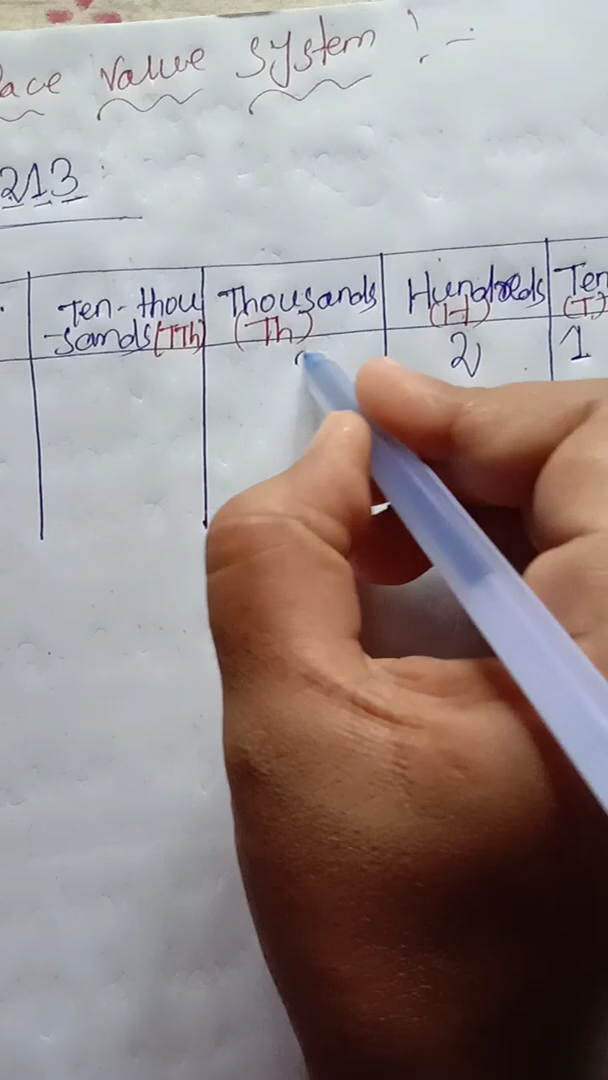 ace Value System :-
213
Ten-thou Thousands Hundreds Ten
-sands(TTh) (Th) (H) (T)
2 1